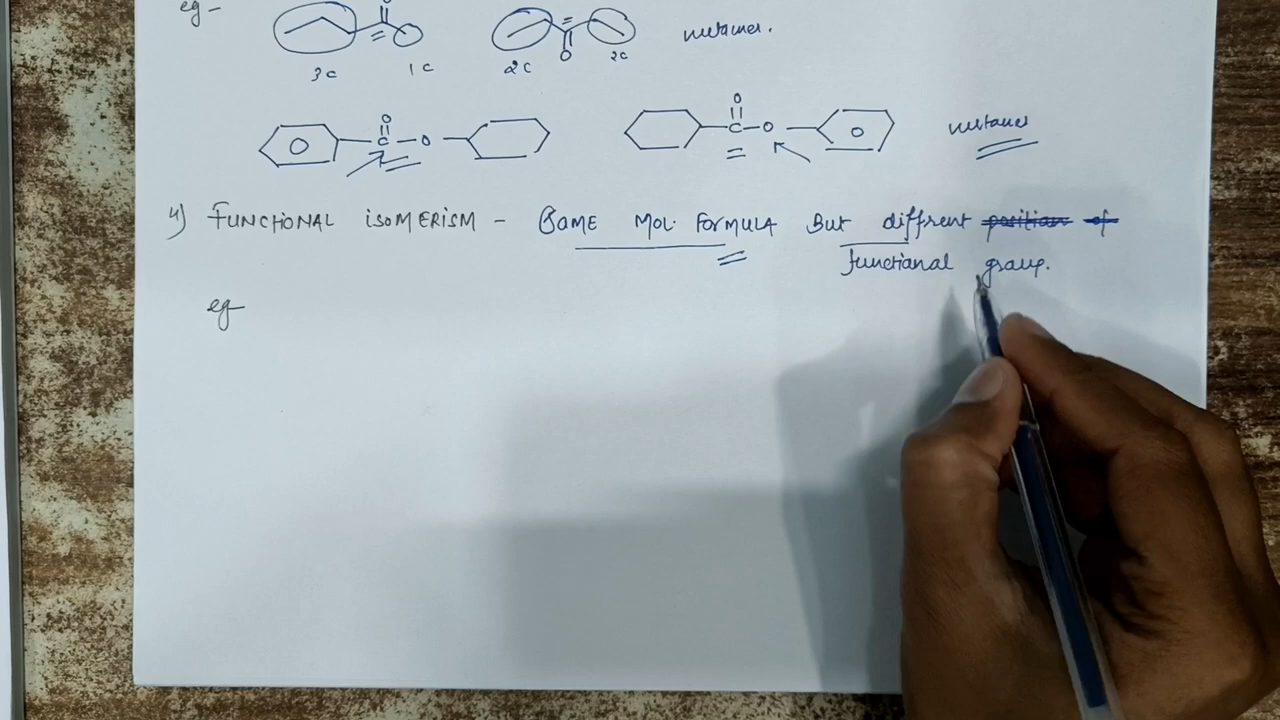 eg-
metamer.
3c 1c 2c 2c
O O
O C O C O O metamer
4) FUNCTIONAL ISOMERISM - SAME MOL. FORMULA But diffrent position of
functional group.
eg